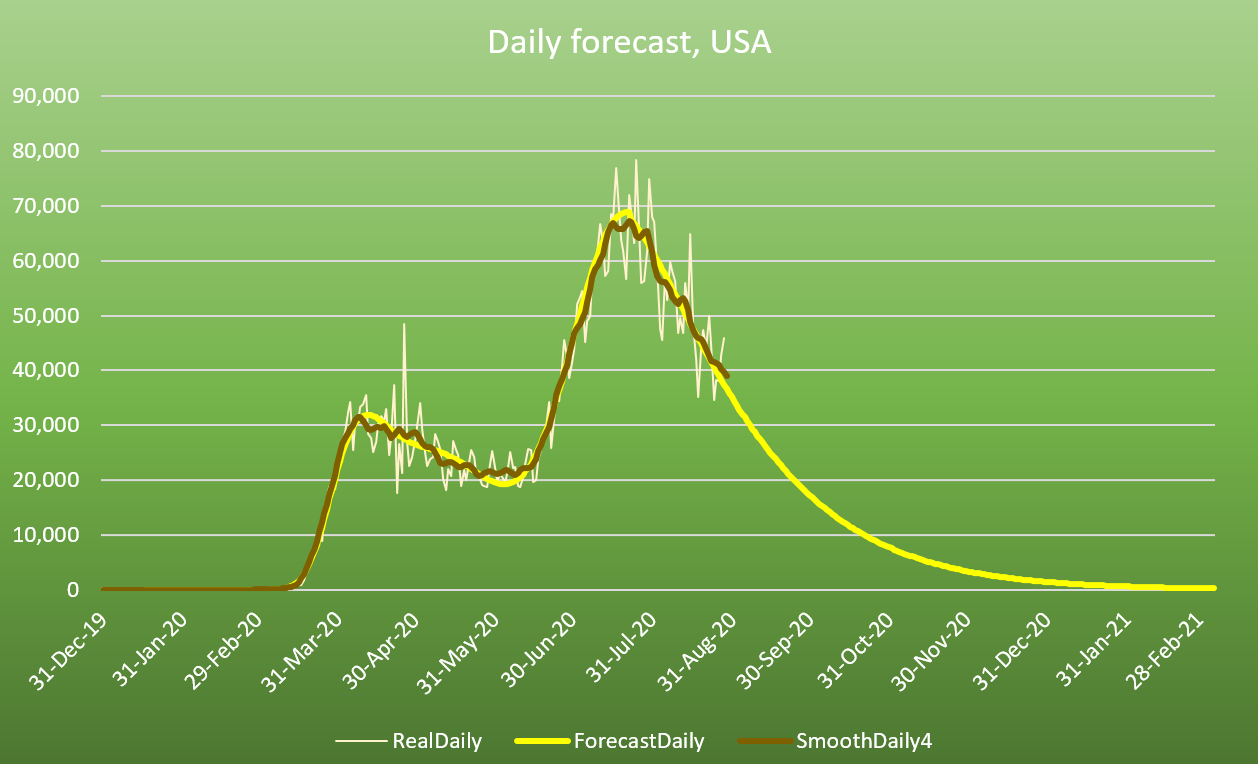 Daily forecast, USA
90,000
80,000
70,000
60,000
50,000
40,000
30,000
20,000
10,000
0
31-Dec-19
31-Jan-20
29-Feb-20
31-Mar-20
30-Apr-20
31-May-20
30-Jun-20
31-Jul-20
31-Aug-20
30-Sep-20
31-Oct-20
30-Nov-20
31-Dec-20
31-Jan-21
28-Feb-21
RealDaily ForecastDaily SmoothDaily4